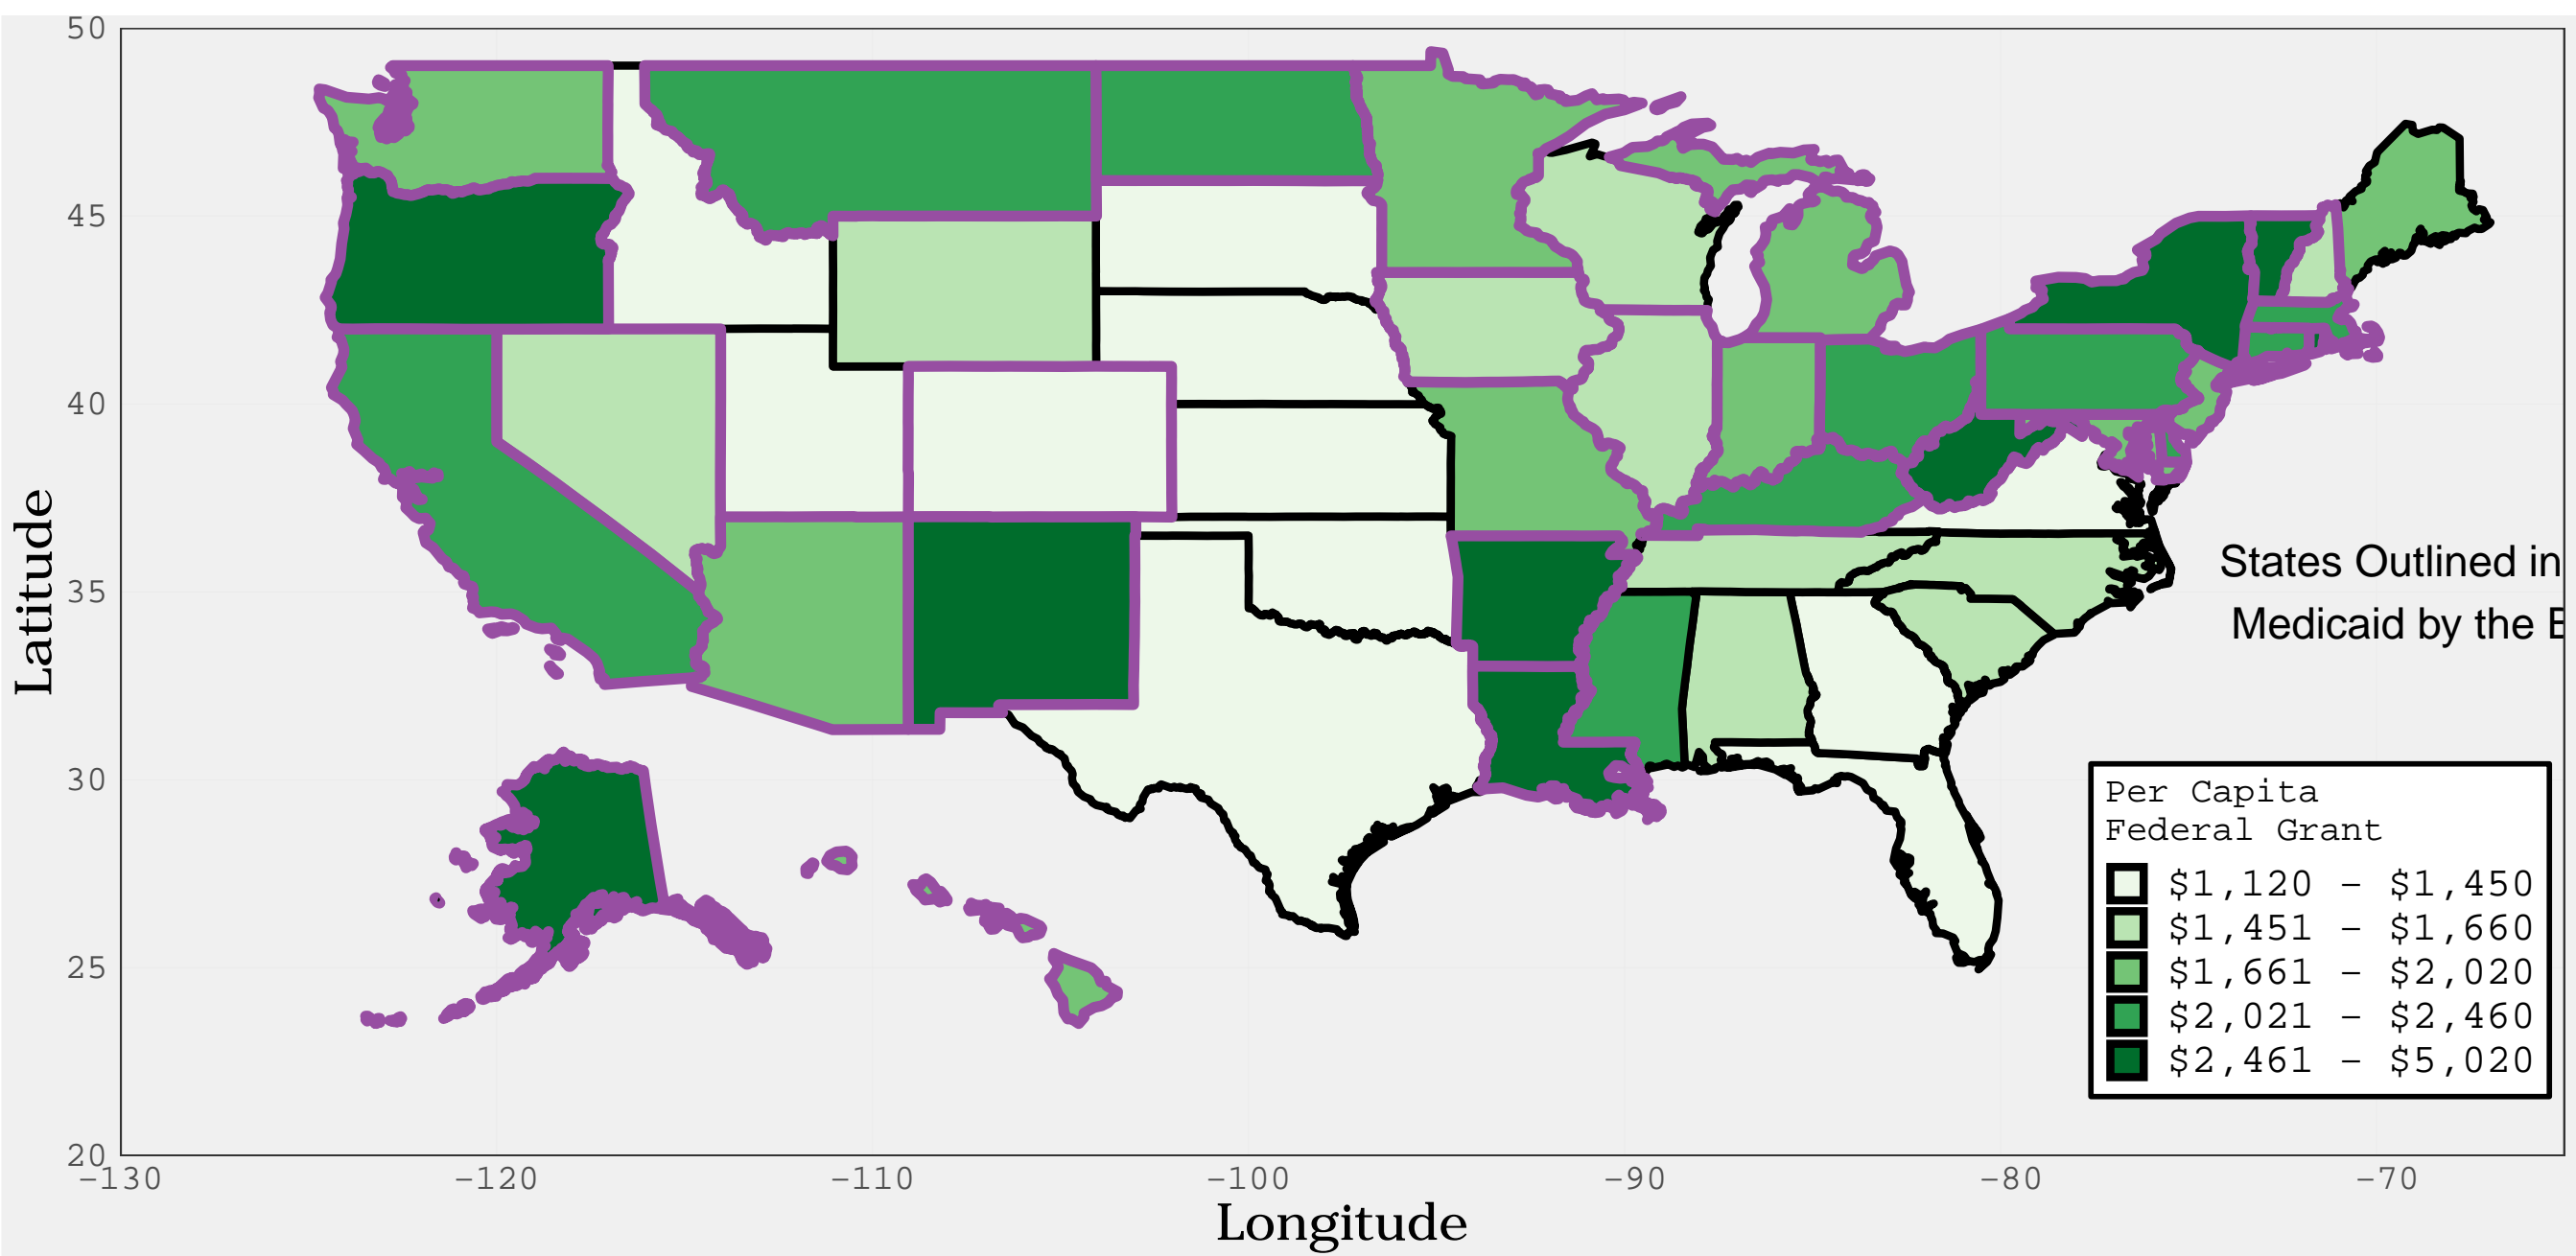 50
45
40
35
30
25
20
Latitude
-130
-120
-110
-100
-90
-80
-70
Longitude
States Outlined in
Medicaid by the
Per Capita
Federal Grant
$1,120 - $1,450
$1,451 - $1,660
$1,661 - $2,020
$2,021 - $2,460
$2,461 - $5,020